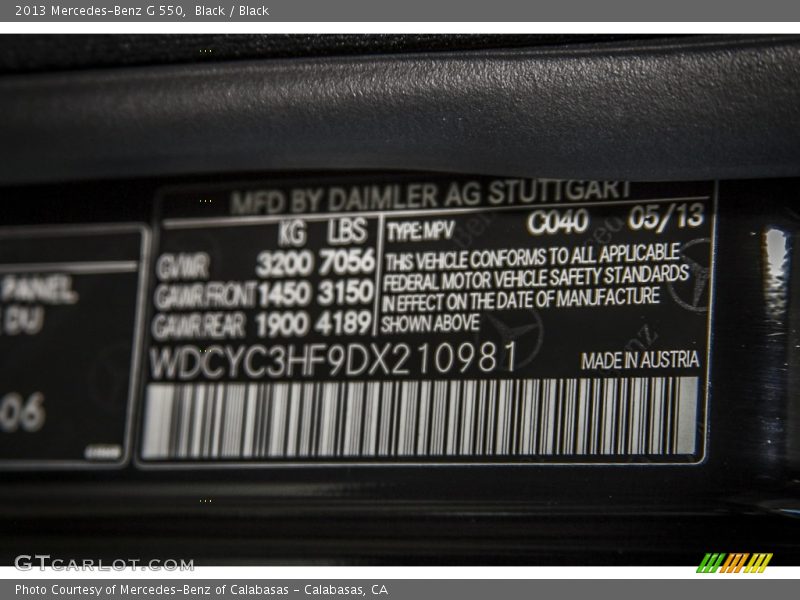 2013 Mercedes-Benz G 550,  Black / Black
MFD BY DAIMLER AG STUTTGART
KG LBS TYPE: MPV C040 05/13
GVWR 3200 7056 THIS VEHICLE CONFORMS TO ALL APPLICABLE
GAWR FRONT 1450 3150 FEDERAL MOTOR VEHICLE SAFETY STANDARDS
IN EFFECT ON THE DATE OF MANUFACTURE
GAWR REAR 1900 4189 SHOWN ABOVE
WDCYC3HF9DX210981 MADE IN AUSTRIA
PANEL
DU
06
GTCARLOT.COM
Photo Courtesy of Mercedes-Benz of Calabasas - Calabasas, CA